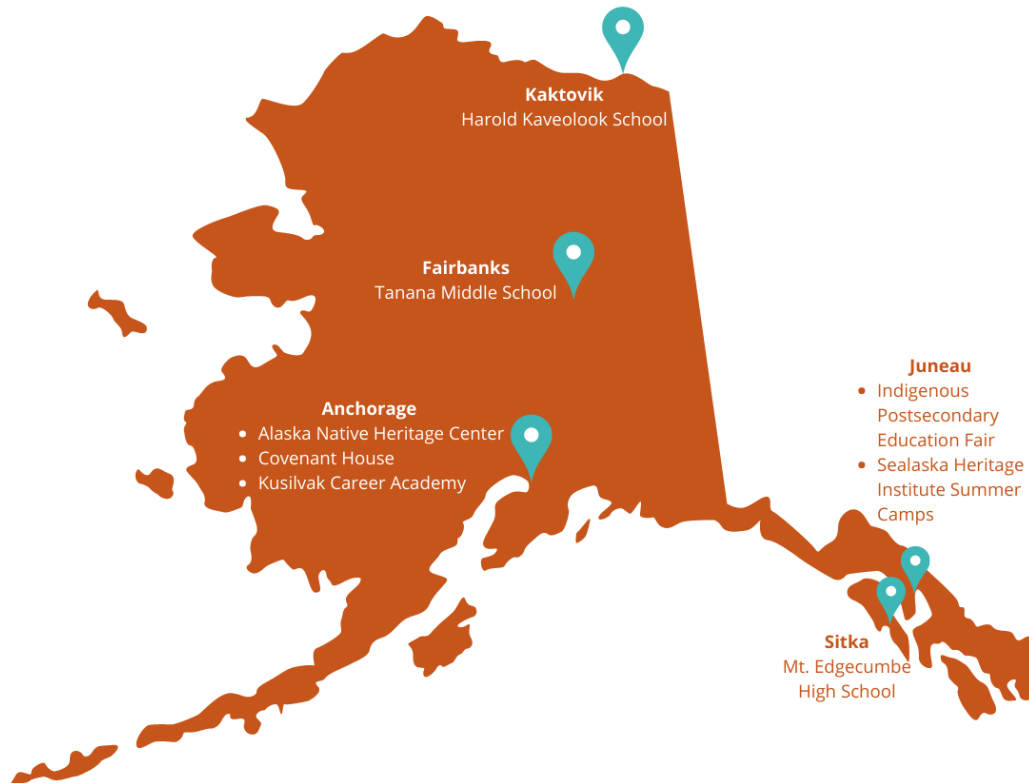 Kaktovik
Harold Kaveolook School
Fairbanks
Tanana Middle School
Anchorage
• Alaska Native Heritage Center
• Covenant House
• Kusilvak Career Academy
Juneau
• Indigenous
Postsecondary
Education Fair
• Sealaska Heritage
Institute Summer
Camps
Sitka
Mt. Edgecumbe
High School